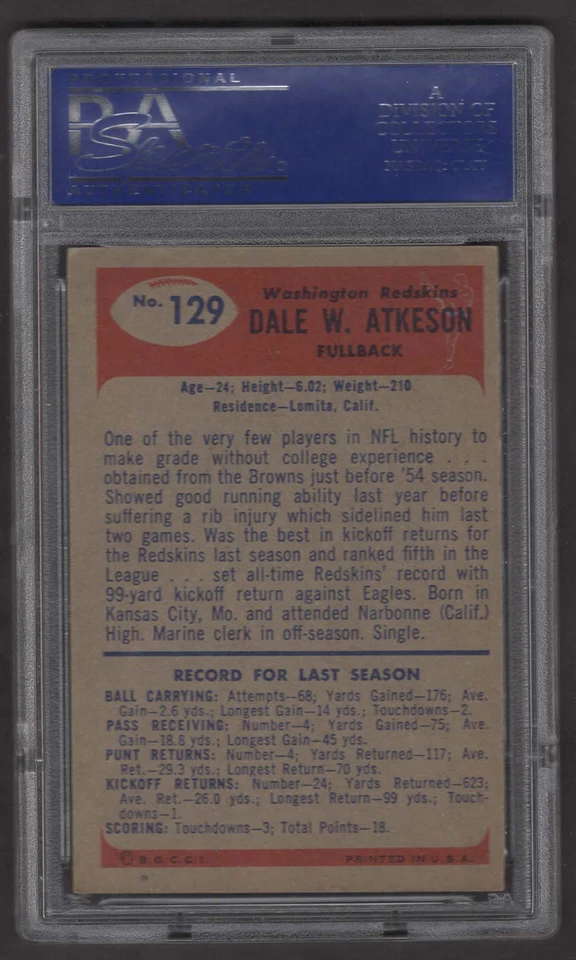 PROFESSIONAL
PSA
AUTHENTICATOR
A
DIVISION OF
COLLECTORS
UNIVERSE
NASDAQ: CLCT
No. 129
Washington Redskins
DALE W. ATKESON
FULLBACK
Age—24; Height—6.02; Weight—210
Residence—Lomita, Calif.
One of the very few players in NFL history to
make grade without college experience . . .
obtained from the Browns just before '54 season.
Showed good running ability last year before
suffering a rib injury which sidelined him last
two games. Was the best in kickoff returns for
the Redskins last season and ranked fifth in the
League . . . set all-time Redskins' record with
99-yard kickoff return against Eagles. Born in
Kansas City, Mo. and attended Narbonne (Calif.)
High. Marine clerk in off-season. Single.
RECORD FOR LAST SEASON
BALL CARRYING: Attempts—68; Yards Gained—176; Ave.
Gain—2.6 yds.; Longest Gain—14 yds.; Touchdowns—2.
PASS RECEIVING: Number—4; Yards Gained—75; Ave.
Gain—18.8 yds.; Longest Gain—45 yds.
PUNT RETURNS: Number—4; Yards Returned—117; Ave.
Ret.—29.3 yds.; Longest Return—70 yds.
KICKOFF RETURNS: Number—24; Yards Returned—623;
Ave. Ret.—26.0 yds.; Longest Return—99 yds.; Touch-
downs—1.
SCORING: Touchdowns—3; Total Points—18.
© B.G.C.C.I.
PRINTED IN U.S.A.
PSA